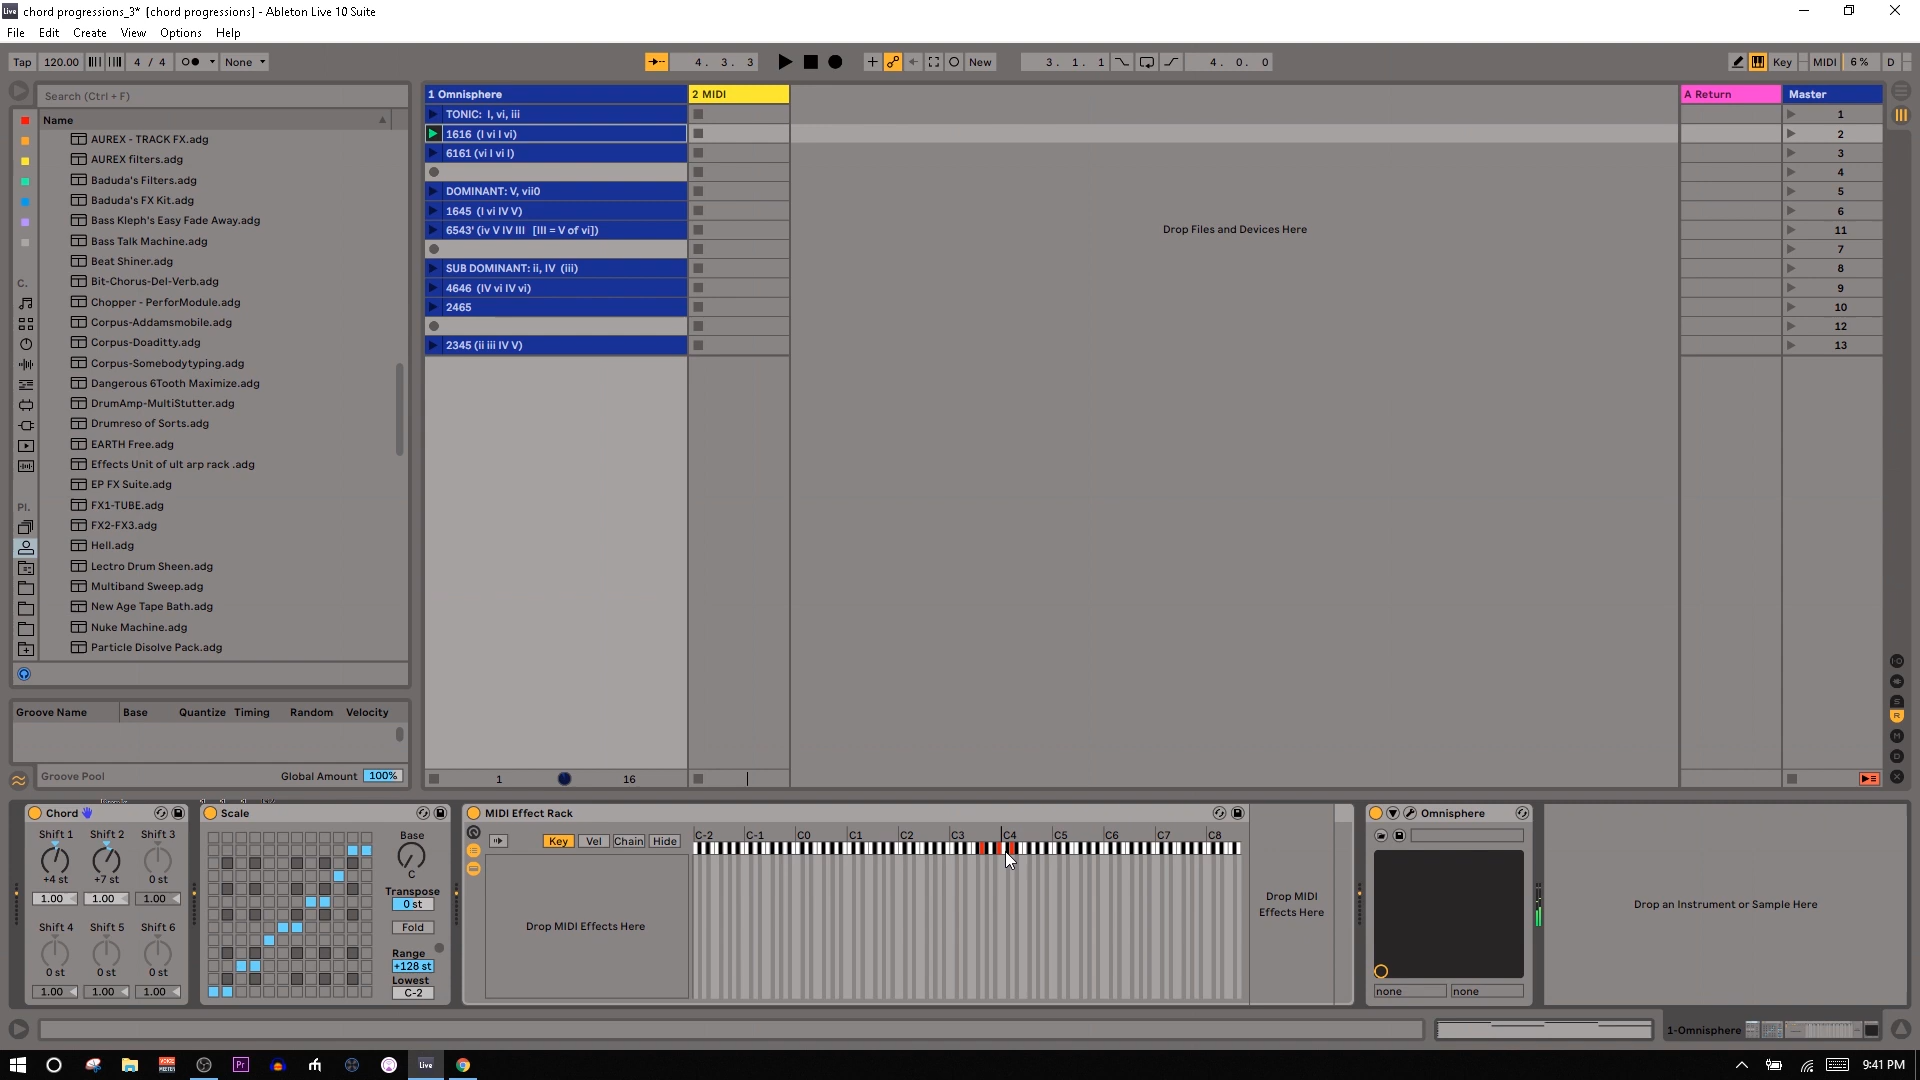 Live chord progressions_3* [chord progressions] - Ableton Live 10 Suite
File Edit Create View Options Help
Tap 120.00 4 / 4 None 4. 3. 3 New 3. 1. 1 4. 0. 0 Key MIDI 6 % D
Search (Ctrl + F)
Name
AUREX - TRACK FX.adg
AUREX filters.adg
Baduda's Filters.adg
Baduda's FX Kit.adg
Bass Kleph's Easy Fade Away.adg
Bass Talk Machine.adg
Beat Shiner.adg
C.
Bit-Chorus-Del-Verb.adg
Chopper - PerforModule.adg
Corpus-Addamsmobile.adg
Corpus-Doaditty.adg
Corpus-Somebodytyping.adg
Dangerous 6Tooth Maximize.adg
DrumAmp-MultiStutter.adg
Drumreso of Sorts.adg
EARTH Free.adg
Effects Unit of ult arp rack .adg
EP FX Suite.adg
Pl.
FX1-TUBE.adg
FX2-FX3.adg
Hell.adg
Lectro Drum Sheen.adg
Multiband Sweep.adg
New Age Tape Bath.adg
Nuke Machine.adg
Particle Disolve Pack.adg
Groove Name Base Quantize Timing Random Velocity
Groove Pool Global Amount 100%
1 Omnisphere 2 MIDI A Return Master
TONIC: I, vi, iii 1
1616 (I vi I vi) 2
6161 (vi I vi I) 3
4
DOMINANT: V, vii0 5
1645 (I vi IV V) 6
6543' (iv V IV III [III = V of vi]) 11
7
SUB DOMINANT: ii, IV (iii) 8
4646 (IV vi IV vi) 9
2465 10
12
2345 (ii iii IV V) 13
Drop Files and Devices Here
1 16
IO
S
R
M
D
X
Chord
Shift 1 Shift 2 Shift 3
+4 st +7 st 0 st
1.00 1.00 1.00
Shift 4 Shift 5 Shift 6
0 st 0 st 0 st
1.00 1.00 1.00
Scale
Base
C
Transpose
0 st
Fold
Range
+128 st
Lowest
C-2
MIDI Effect Rack
Key Vel Chain Hide
C-2 C-1 C0 C1 C2 C3 C4 C5 C6 C7 C8
Drop MIDI Effects Here
Drop MIDI
Effects Here
Omnisphere
none none
Drop an Instrument or Sample Here
1-Omnisphere
Pr Live 9:41 PM